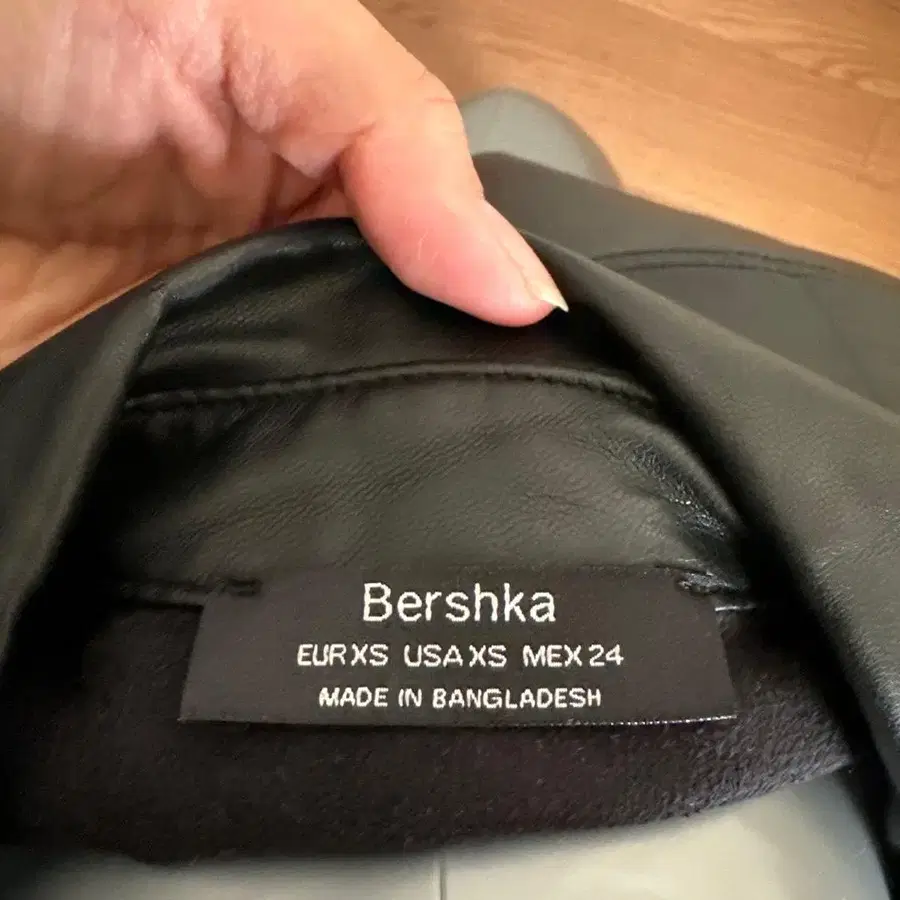 Bershka
EUR XS USA XS MEX 24
MADE IN BANGLADESH